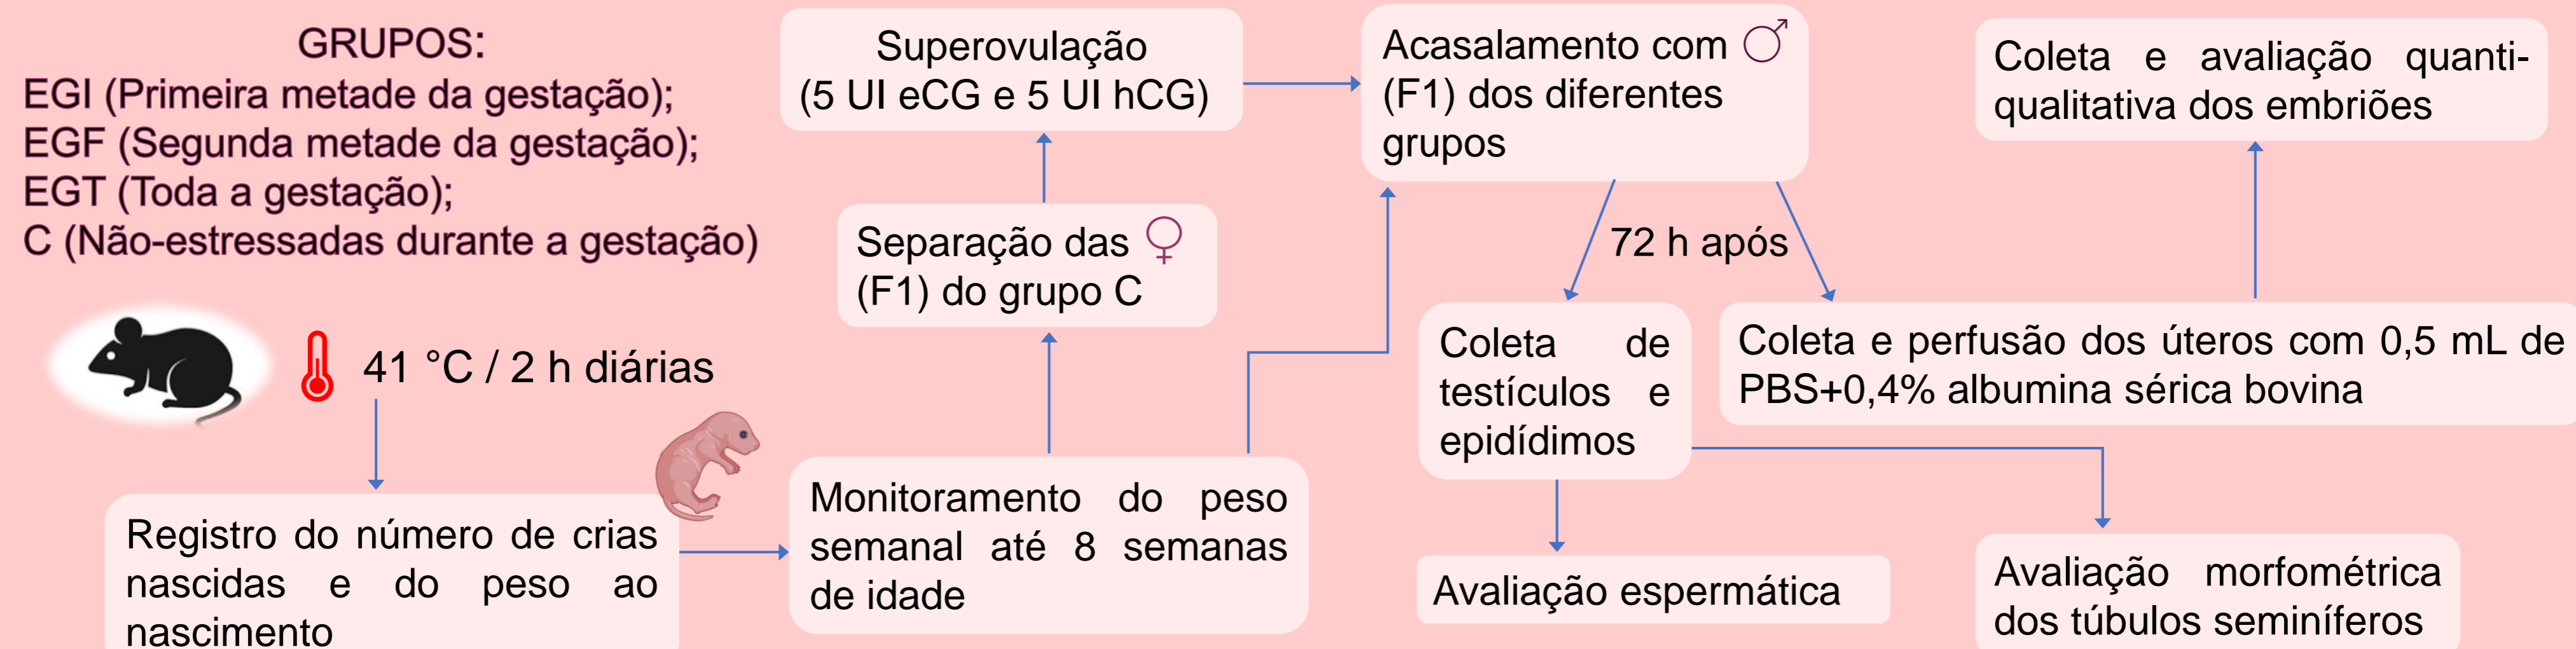 GRUPOS:
EGI (Primeira metade da gestação);
EGF (Segunda metade da gestação);
EGT (Toda a gestação);
C (Não-estressadas durante a gestação)
41 °C / 2 h diárias
Registro do número de crias
nascidas e do peso ao
nascimento
Monitoramento do peso
semanal até 8 semanas
de idade
Separação das ♀
(F1) do grupo C
Superovulação
(5 UI eCG e 5 UI hCG)
Acasalamento com ♂
(F1) dos diferentes
grupos
72 h após
Coleta de
testículos e
epidídimos
Avaliação espermática
Avaliação morfométrica
dos túbulos seminíferos
Coleta e perfusão dos úteros com 0,5 mL de
PBS+0,4% albumina sérica bovina
Coleta e avaliação quanti-
qualitativa dos embriões